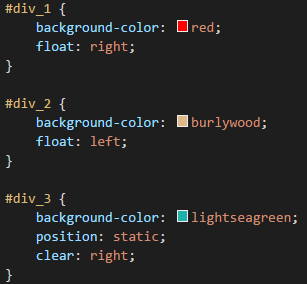 #div_1 {
background-color: red;
float: right;
}
#div_2 {
background-color: burlywood;
float: left;
}
#div_3 {
background-color: lightseagreen;
position: static;
clear: right;
}